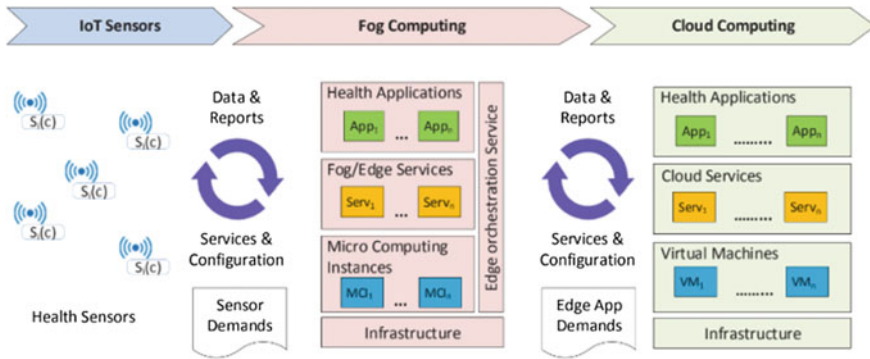 IoT Sensors
Fog Computing
Cloud Computing
Sᵢ(c)
Sᵢ(c)
Sᵢ(c)
Sᵢ(c)
Sᵢ(c)
Health Sensors
Data &
Reports
Services &
Configuration
Sensor
Demands
Health Applications
App₁ ... Appₙ
Fog/Edge Services
Serv₁ ... Servₙ
Micro Computing
Instances
MCI₁ ... MCIₙ
Edge orchestration Service
Infrastructure
Data &
Reports
Services &
Configuration
Edge App
Demands
Health Applications
App₁ ......... Appₙ
Cloud Services
Serv₁ ......... Servₙ
Virtual Machines
VM₁ ......... VMₙ
Infrastructure